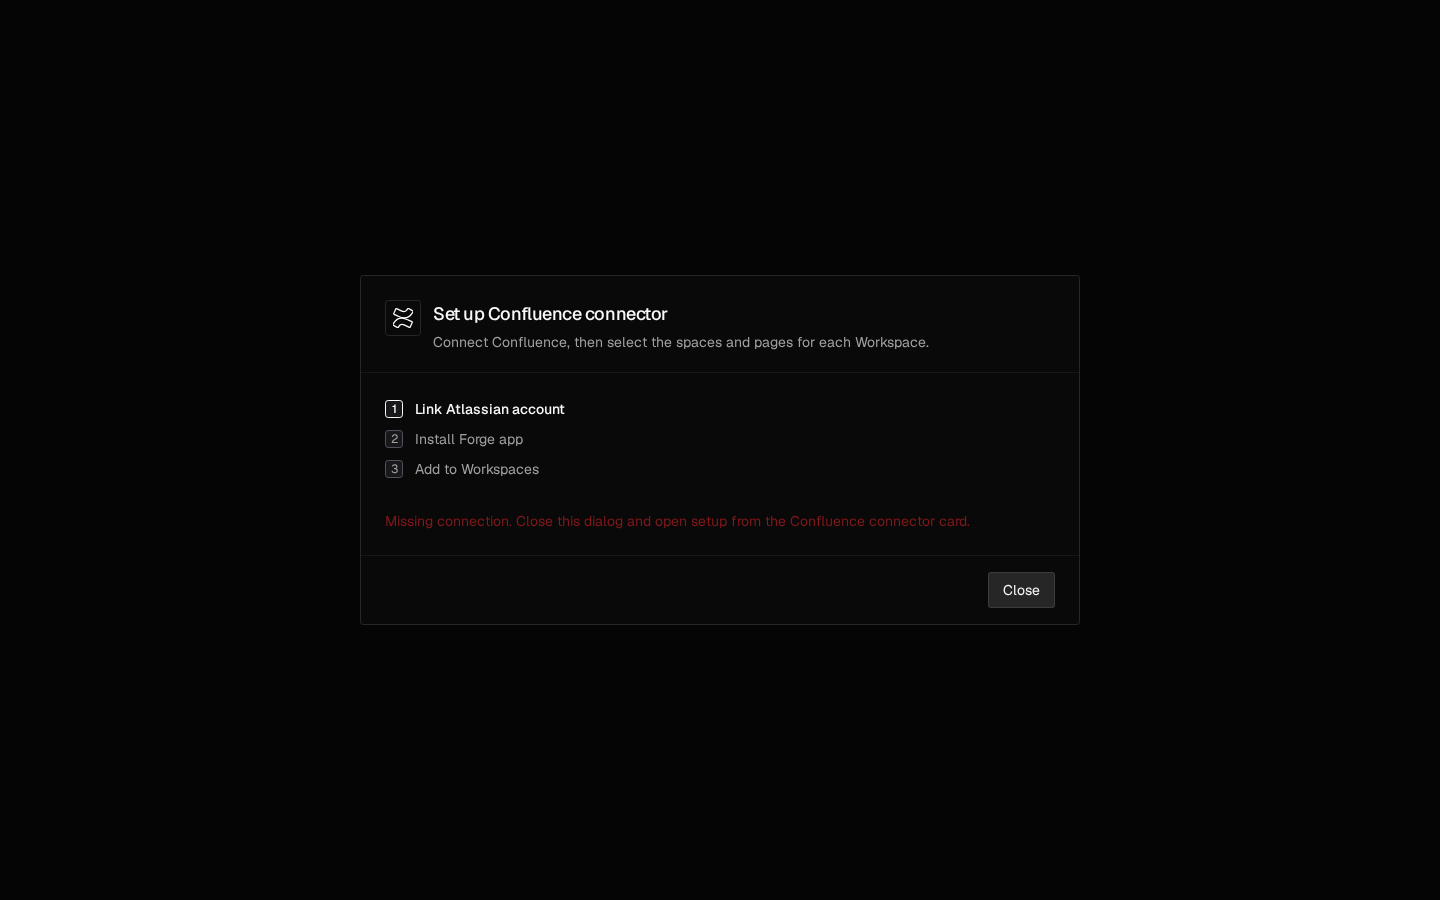 Set up Confluence connector
Connect Confluence, then select the spaces and pages for each Workspace.
1 Link Atlassian account
2 Install Forge app
3 Add to Workspaces
Missing connection. Close this dialog and open setup from the Confluence connector card.
Close